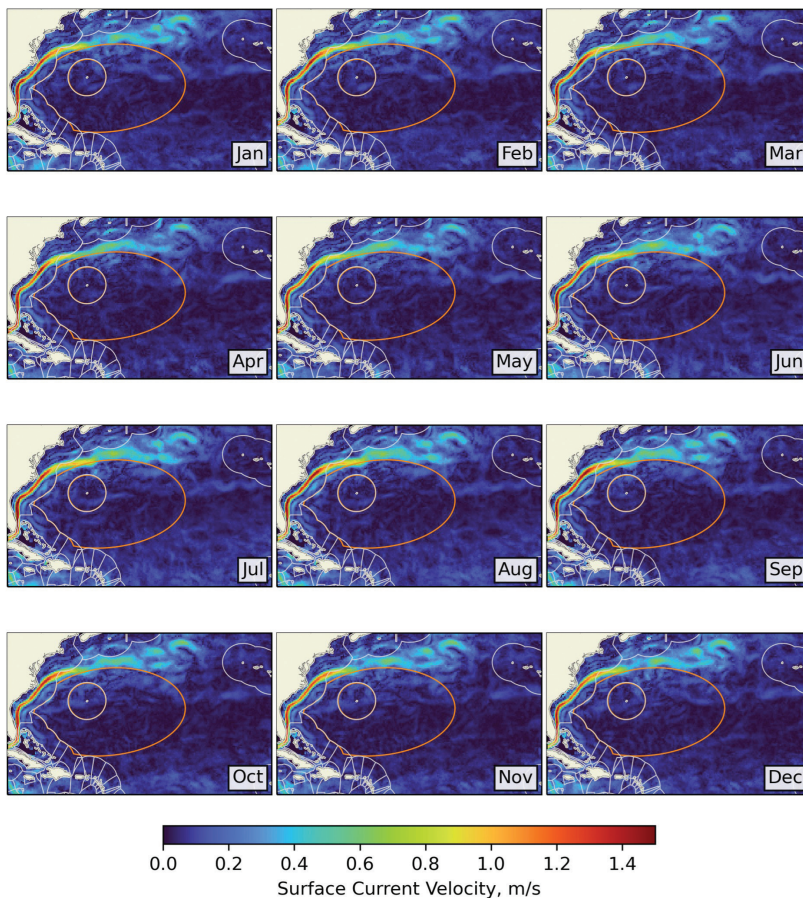 Jan
Feb
Mar
Apr
May
Jun
Jul
Aug
Sep
Oct
Nov
Dec
0.0 0.2 0.4 0.6 0.8 1.0 1.2 1.4
Surface Current Velocity, m/s